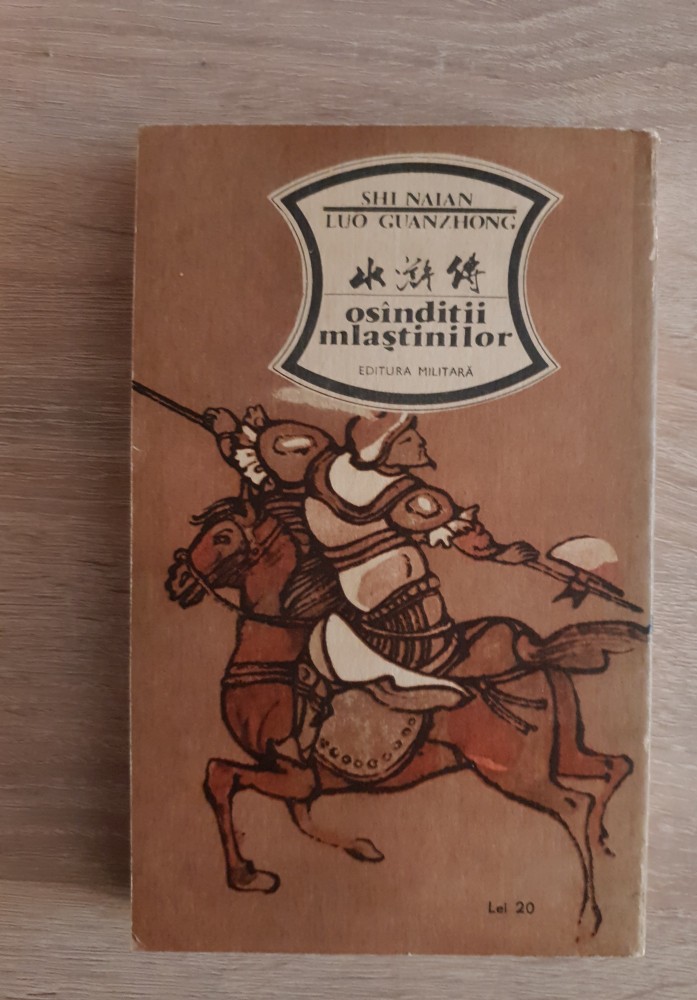 SHI NAIAN
LUO GUANZHONG
水滸傳
osîndiții
mlaștinilor
EDITURA MILITARĂ
Lei 20